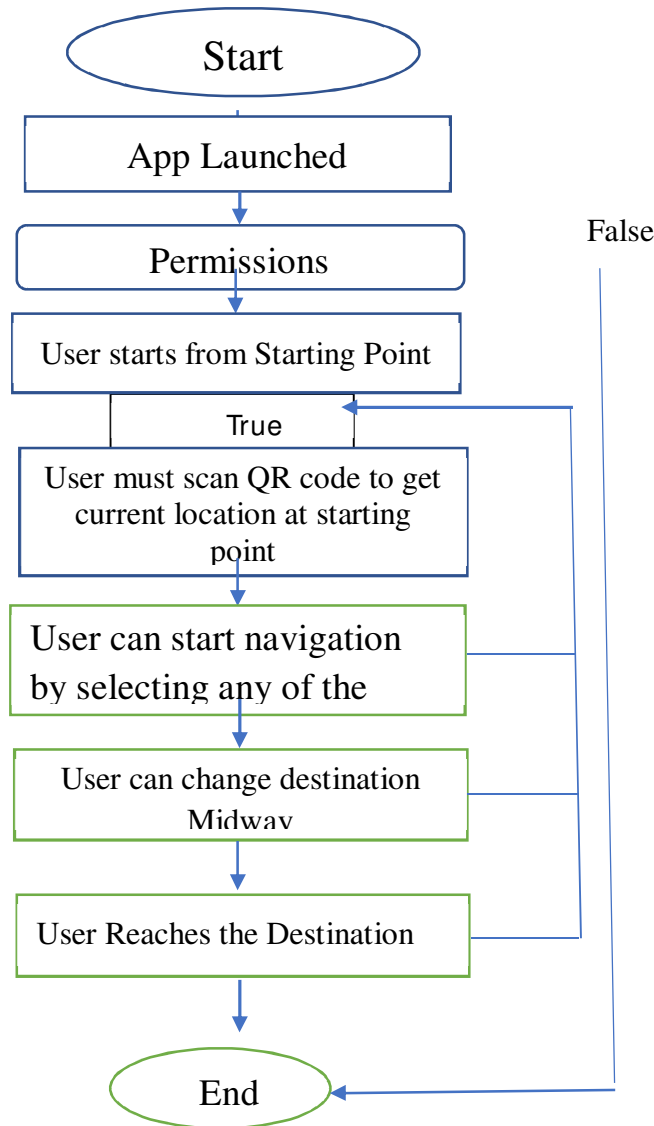 Start
App Launched
False
Permissions
User starts from Starting Point
True
User must scan QR code to get
current location at starting
point
User can start navigation
by selecting any of the
User can change destination
Midway
User Reaches the Destination
End